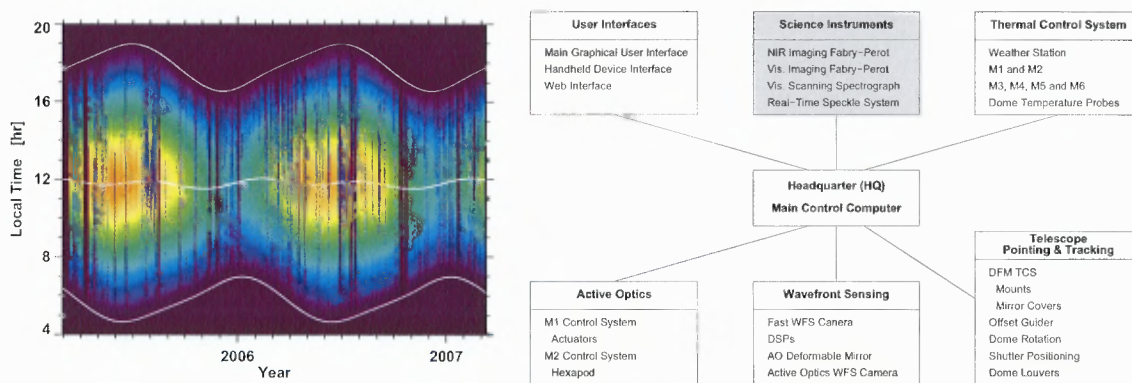 20
16
12
8
4
Local Time [hr]
2006
2007
Year
User Interfaces
Main Graphical User Interface
Handheld Device Interface
Web Interface
Science Instruments
NIR Imaging Fabry-Perot
Vis. Imaging Fabry-Perot
Vis. Scanning Spectrograph
Real-Time Speckle System
Thermal Control System
Weather Station
M1 and M2
M3, M4, M5 and M6
Dome Temperature Probes
Headquarter (HQ)
Main Control Computer
Active Optics
M1 Control System
Actuators
M2 Control System
Hexapod
Wavefront Sensing
Fast WFS Canera
DSPs
AO Deformable Mirror
Active Optics WFS Camera
Telescope
Pointing & Tracking
DFM TCS
Mounts
Mirror Covers
Offset Guider
Dome Rotation
Shutter Positioning
Dome Louvers